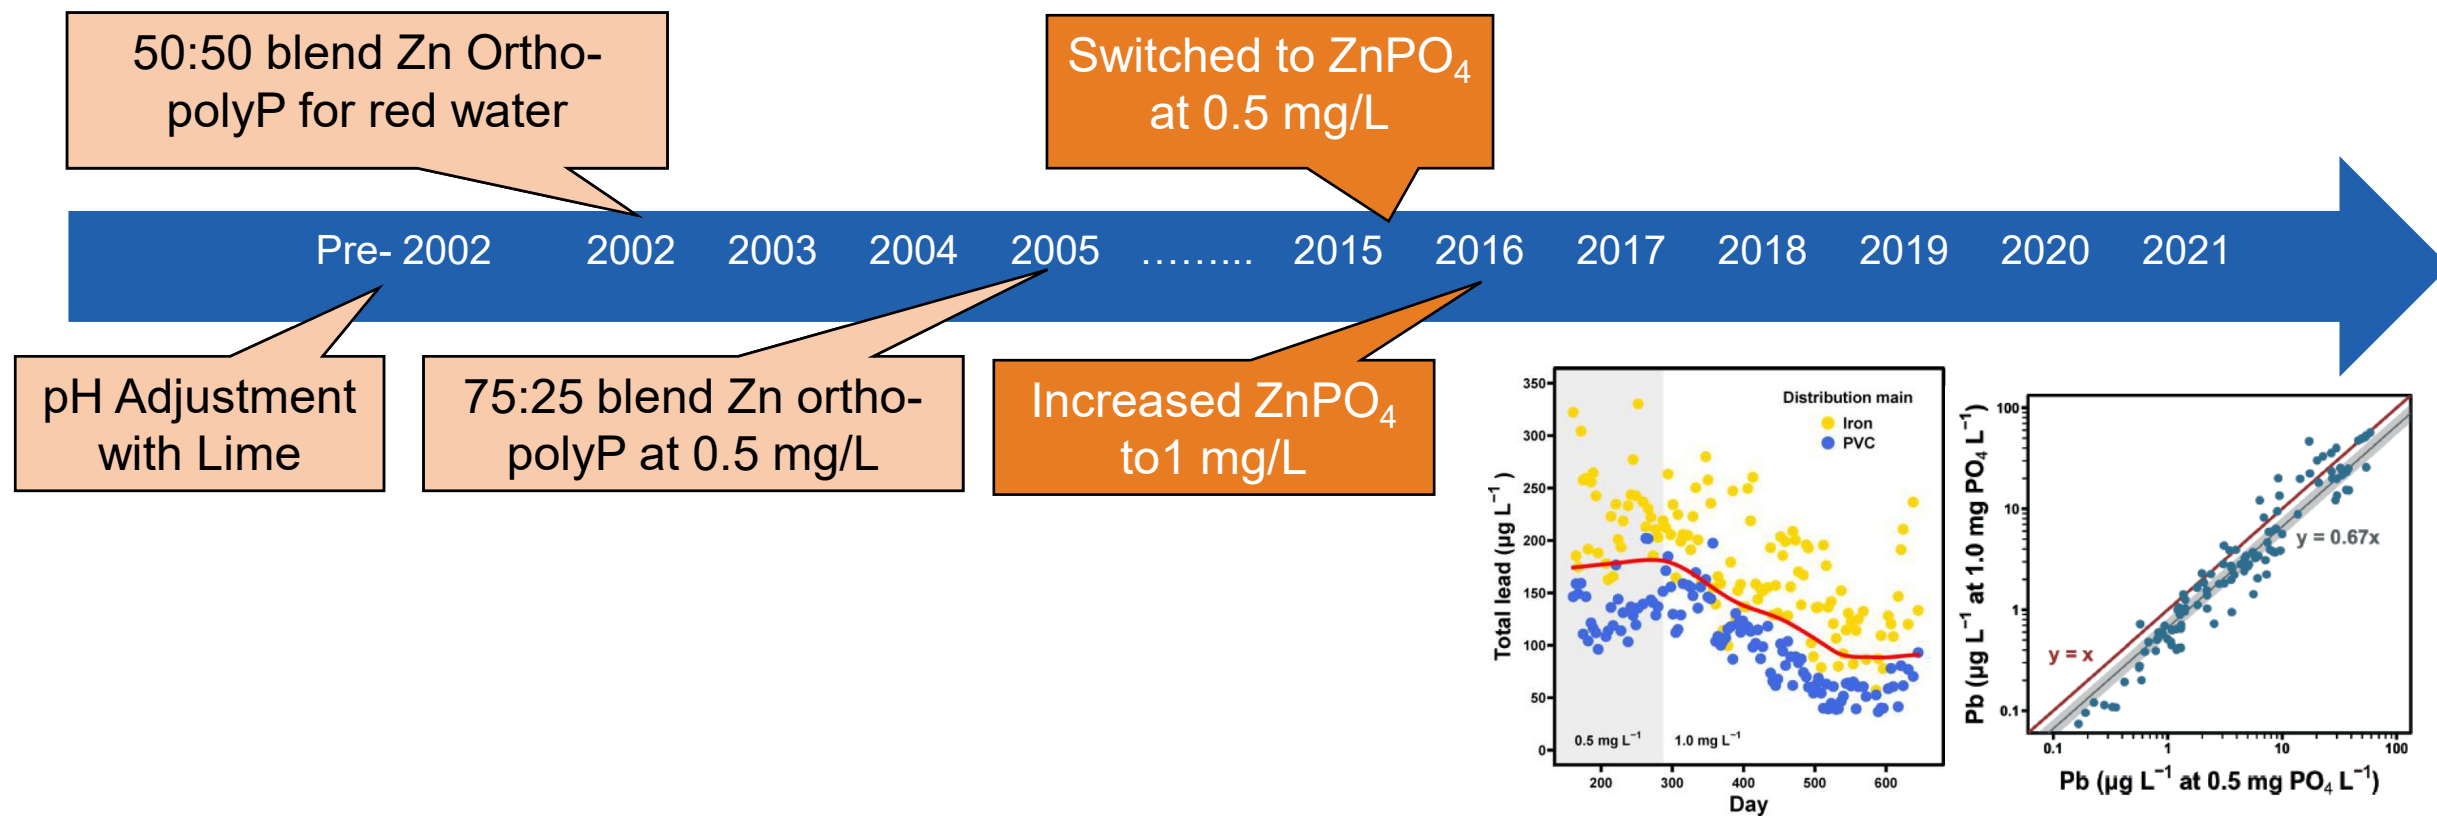 50:50 blend Zn Ortho-
polyP for red water
Switched to ZnPO₄
at 0.5 mg/L
Pre- 2002
2002
2003
2004
2005
.........
2015
2016
2017
2018
2019
2020
2021
pH Adjustment
with Lime
75:25 blend Zn ortho-
polyP at 0.5 mg/L
Increased ZnPO₄
to1 mg/L
Total lead (µg L⁻¹)
350
300
250
200
150
100
50
0
Distribution main
Iron
PVC
0.5 mg L⁻¹
1.0 mg L⁻¹
200
300
400
500
600
Day
Pb (µg L⁻¹ at 1.0 mg PO₄ L⁻¹)
100
10
1
0.1
y = 0.67x
y = x
0.1
1
10
100
Pb (µg L⁻¹ at 0.5 mg PO₄ L⁻¹)